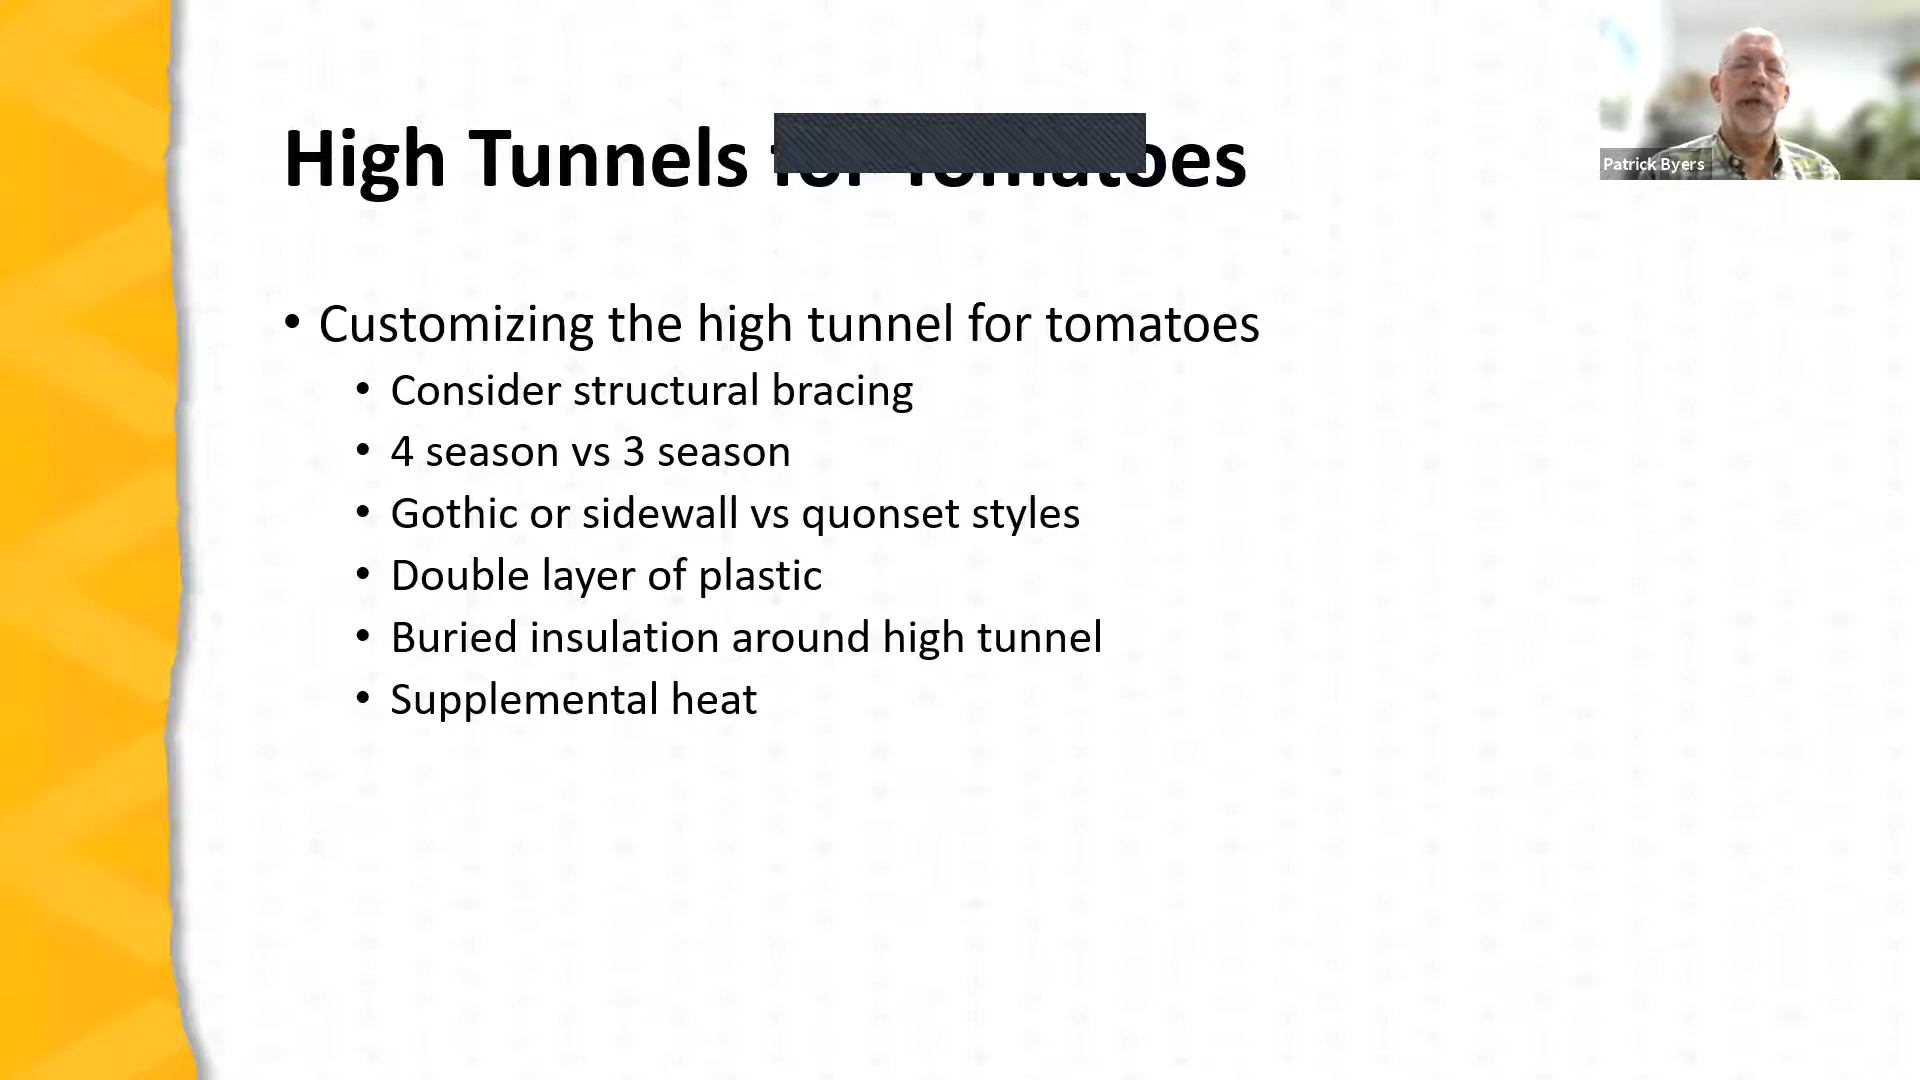 High Tunnels for Tomatoes
Patrick Byers
• Customizing the high tunnel for tomatoes
• Consider structural bracing
• 4 season vs 3 season
• Gothic or sidewall vs quonset styles
• Double layer of plastic
• Buried insulation around high tunnel
• Supplemental heat